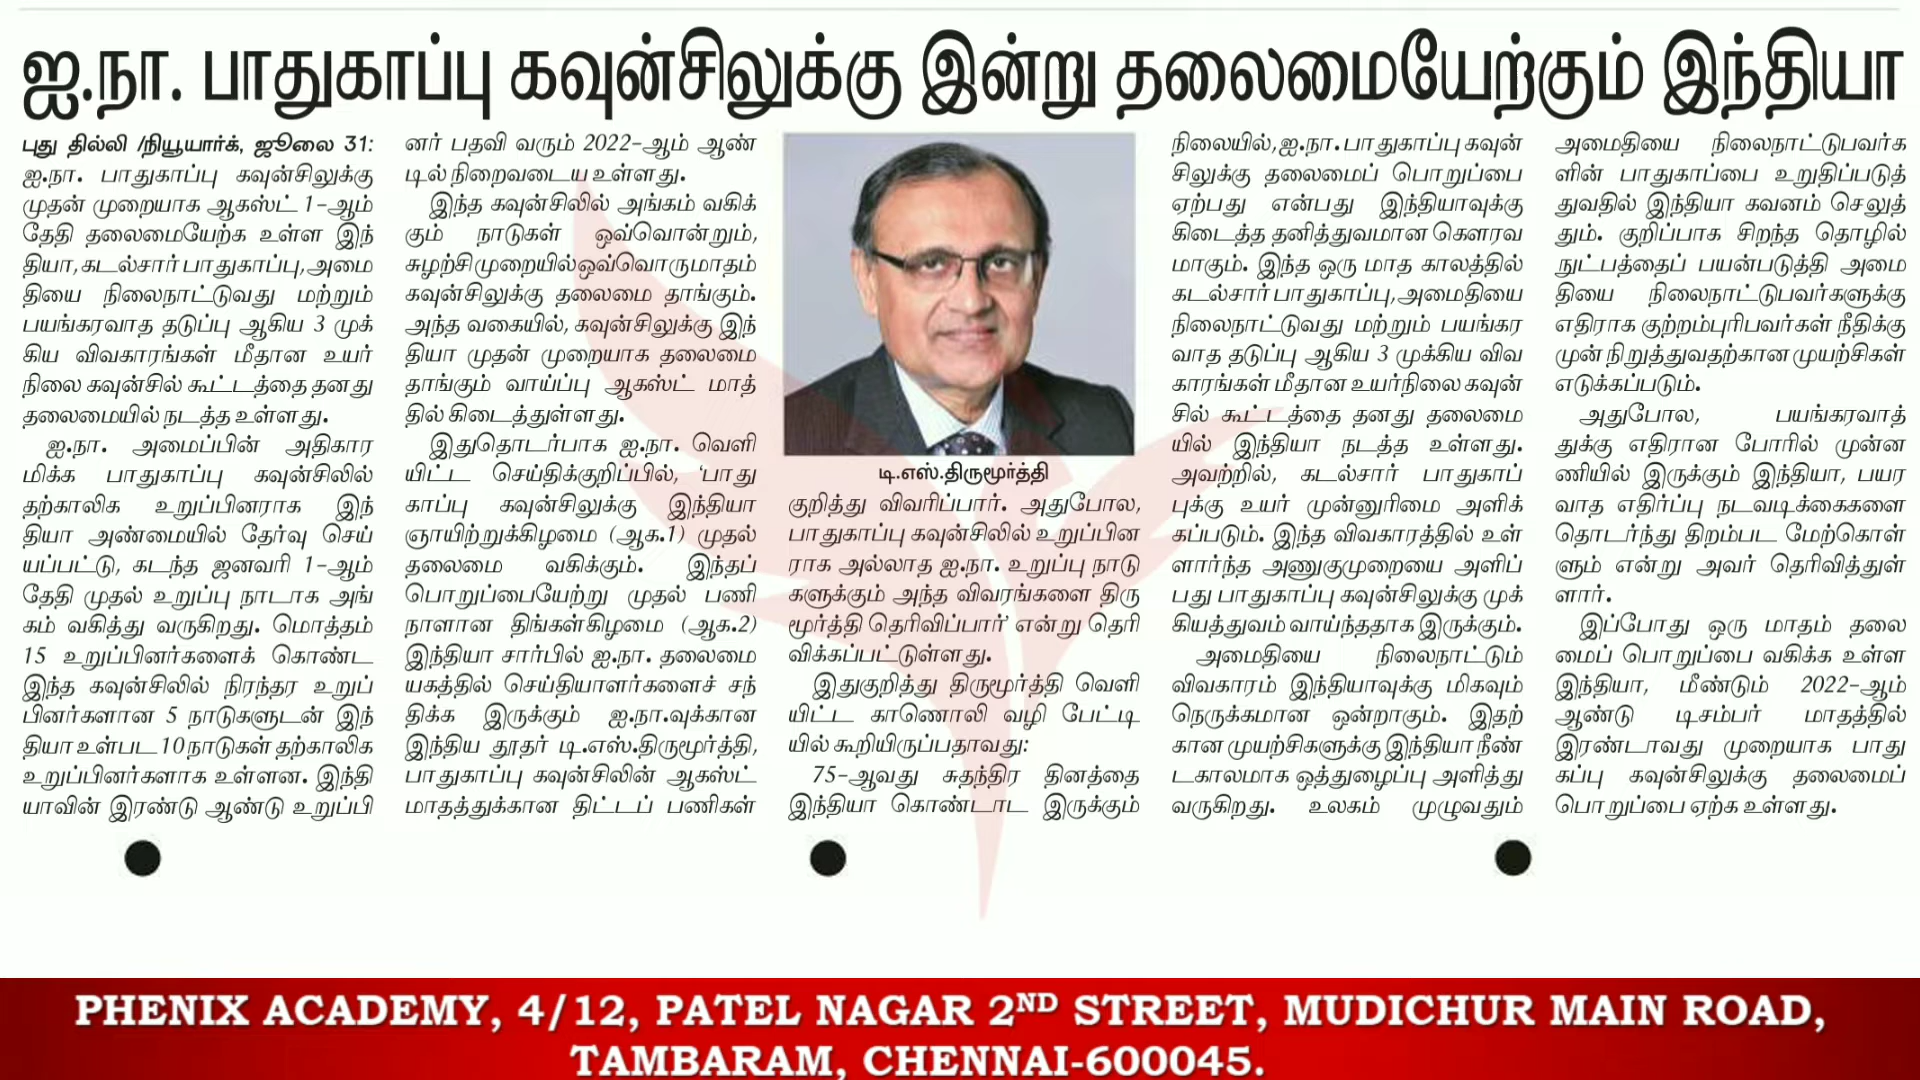 ஐ.நா. பாதுகாப்பு கவுன்சிலுக்கு இன்று தலைமையேற்கும் இந்தியா
புது தில்லி /நியூயார்க், ஜூலை 31:
ஐ.நா. பாதுகாப்பு கவுன்சிலுக்கு
முதன் முறையாக ஆகஸ்ட் 1-ஆம்
தேதி தலைமையேற்க உள்ள இந்
தியா, கடல்சார் பாதுகாப்பு, அமை
தியை நிலைநாட்டுவது மற்றும்
பயங்கரவாத தடுப்பு ஆகிய 3 முக்
கிய விவகாரங்கள் மீதான உயர்
நிலை கவுன்சில் கூட்டத்தை தனது
தலைமையில் நடத்த உள்ளது.
ஐ.நா. அமைப்பின் அதிகார
மிக்க பாதுகாப்பு கவுன்சிலில்
தற்காலிக உறுப்பினராக இந்
தியா அண்மையில் தேர்வு செய்
யப்பட்டு, கடந்த ஜனவரி 1-ஆம்
தேதி முதல் உறுப்பு நாடாக அங்
கம் வகித்து வருகிறது. மொத்தம்
15 உறுப்பினர்களைக் கொண்ட
இந்த கவுன்சிலில் நிரந்தர உறுப்
பினர்களான 5 நாடுகளுடன் இந்
தியா உள்பட 10 நாடுகள் தற்காலிக
உறுப்பினர்களாக உள்ளன. இந்தி
யாவின் இரண்டு ஆண்டு உறுப்பி
னர் பதவி வரும் 2022-ஆம் ஆண்
டில் நிறைவடைய உள்ளது.
இந்த கவுன்சிலில் அங்கம் வகிக்
கும் நாடுகள் ஒவ்வொன்றும்,
சுழற்சி முறையில் ஒவ்வொரு மாதம்
கவுன்சிலுக்கு தலைமை தாங்கும்.
அந்த வகையில், கவுன்சிலுக்கு இந்
தியா முதன் முறையாக தலைமை
தாங்கும் வாய்ப்பு ஆகஸ்ட் மாத்
தில் கிடைத்துள்ளது.
இதுதொடர்பாக ஐ.நா. வெளி
யிட்ட செய்திக்குறிப்பில், 'பாது
காப்பு கவுன்சிலுக்கு இந்தியா
ஞாயிற்றுக்கிழமை (ஆக.1) முதல்
தலைமை வகிக்கும். இந்தப்
பொறுப்பையேற்று முதல் பணி
நாளான திங்கள்கிழமை (ஆக.2)
இந்தியா சார்பில் ஐ.நா. தலைமை
யகத்தில் செய்தியாளர்களைச் சந்
திக்க இருக்கும் ஐ.நா.வுக்கான
இந்திய தூதர் டி.எஸ்.திருமூர்த்தி,
பாதுகாப்பு கவுன்சிலின் ஆகஸ்ட்
மாதத்துக்கான திட்டப் பணிகள்
டி.எஸ்.திருமூர்த்தி
குறித்து விவரிப்பார். அதுபோல,
பாதுகாப்பு கவுன்சிலில் உறுப்பின
ராக அல்லாத ஐ.நா. உறுப்பு நாடு
களுக்கும் அந்த விவரங்களை திரு
மூர்த்தி தெரிவிப்பார்' என்று தெரி
விக்கப்பட்டுள்ளது.
இதுகுறித்து திருமூர்த்தி வெளி
யிட்ட காணொலி வழி பேட்டி
யில் கூறியிருப்பதாவது:
75-ஆவது சுதந்திர தினத்தை
இந்தியா கொண்டாட இருக்கும்
நிலையில், ஐ.நா. பாதுகாப்பு கவுன்
சிலுக்கு தலைமைப் பொறுப்பை
ஏற்பது என்பது இந்தியாவுக்கு
கிடைத்த தனித்துவமான கௌரவ
மாகும். இந்த ஒரு மாத காலத்தில்
கடல்சார் பாதுகாப்பு, அமைதியை
நிலைநாட்டுவது மற்றும் பயங்கர
வாத தடுப்பு ஆகிய 3 முக்கிய விவ
காரங்கள் மீதான உயர்நிலை கவுன்
சில் கூட்டத்தை தனது தலைமை
யில் இந்தியா நடத்த உள்ளது.
அவற்றில், கடல்சார் பாதுகாப்
புக்கு உயர் முன்னுரிமை அளிக்
கப்படும். இந்த விவகாரத்தில் உள்
ளார்ந்த அணுகுமுறையை அளிப்
பது பாதுகாப்பு கவுன்சிலுக்கு முக்
கியத்துவம் வாய்ந்ததாக இருக்கும்.
அமைதியை நிலைநாட்டும்
விவகாரம் இந்தியாவுக்கு மிகவும்
நெருக்கமான ஒன்றாகும். இதற்
கான முயற்சிகளுக்கு இந்தியா நீண்
டகாலமாக ஒத்துழைப்பு அளித்து
வருகிறது. உலகம் முழுவதும்
அமைதியை நிலைநாட்டுபவர்க
ளின் பாதுகாப்பை உறுதிப்படுத்
துவதில் இந்தியா கவனம் செலுத்
தும். குறிப்பாக சிறந்த தொழில்
நுட்பத்தைப் பயன்படுத்தி அமை
தியை நிலைநாட்டுபவர்களுக்கு
எதிராக குற்றம்புரிபவர்கள் நீதிக்கு
முன் நிறுத்துவதற்கான முயற்சிகள்
எடுக்கப்படும்.
அதுபோல, பயங்கரவாத்
துக்கு எதிரான போரில் முன்ன
ணியில் இருக்கும் இந்தியா, பயர
வாத எதிர்ப்பு நடவடிக்கைகளை
தொடர்ந்து திறம்பட மேற்கொள்
ளும் என்று அவர் தெரிவித்துள்
ளார்.
இப்போது ஒரு மாதம் தலை
மைப் பொறுப்பை வகிக்க உள்ள
இந்தியா, மீண்டும் 2022-ஆம்
ஆண்டு டிசம்பர் மாதத்தில்
இரண்டாவது முறையாக பாது
கப்பு கவுன்சிலுக்கு தலைமைப்
பொறுப்பை ஏற்க உள்ளது.
PHENIX ACADEMY, 4/12, PATEL NAGAR 2ND STREET, MUDICHUR MAIN ROAD,
TAMBARAM, CHENNAI-600045.